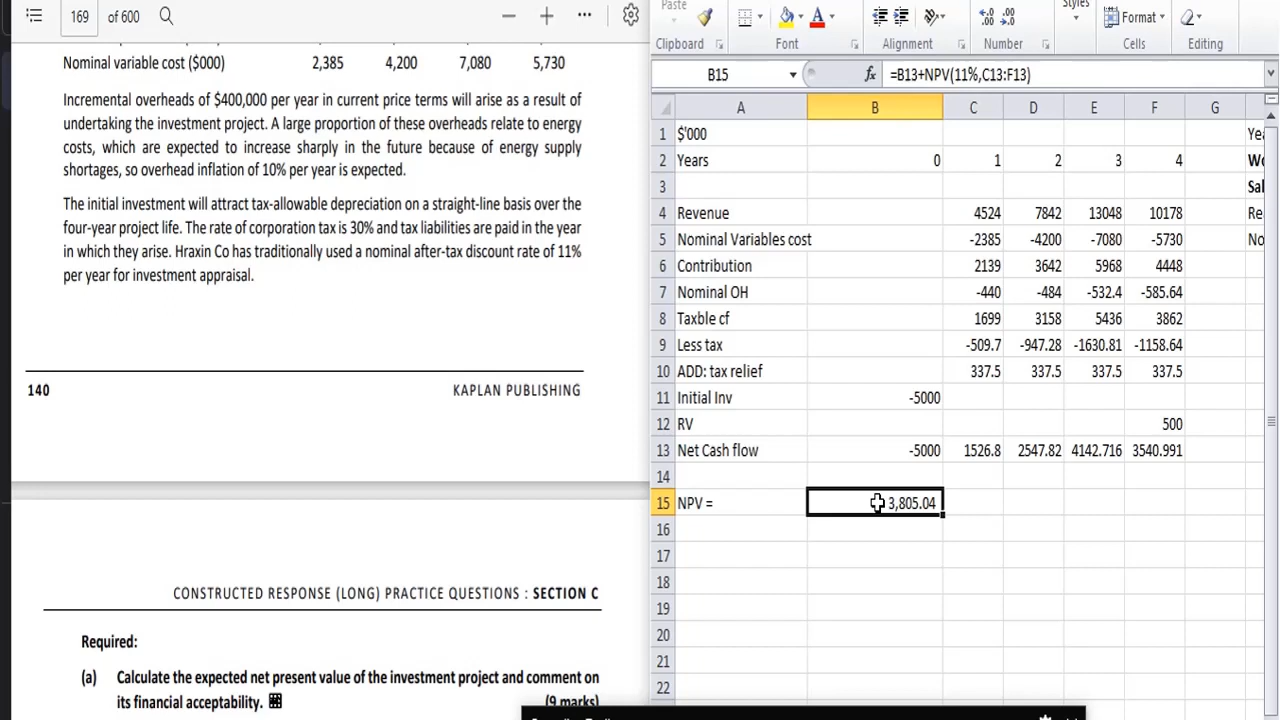 169 of 600
Nominal variable cost ($000) 2,385 4,200 7,080 5,730
Incremental overheads of $400,000 per year in current price terms will arise as a result of
undertaking the investment project. A large proportion of these overheads relate to energy
costs, which are expected to increase sharply in the future because of energy supply
shortages, so overhead inflation of 10% per year is expected.
The initial investment will attract tax-allowable depreciation on a straight-line basis over the
four-year project life. The rate of corporation tax is 30% and tax liabilities are paid in the year
in which they arise. Hraxin Co has traditionally used a nominal after-tax discount rate of 11%
per year for investment appraisal.
140 KAPLAN PUBLISHING
CONSTRUCTED RESPONSE (LONG) PRACTICE QUESTIONS : SECTION C
Required:
(a) Calculate the expected net present value of the investment project and comment on
its financial acceptability. (9 marks)
Paste Styles
Format
Clipboard Font Alignment Number Cells Editing
B15 fx =B13+NPV(11%,C13:F13)
A B C D E F G
1 $'000 Yea
2 Years 0 1 2 3 4 Wo
3 Sal
4 Revenue 4524 7842 13048 10178 Re
5 Nominal Variables cost -2385 -4200 -7080 -5730 No
6 Contribution 2139 3642 5968 4448
7 Nominal OH -440 -484 -532.4 -585.64
8 Taxble cf 1699 3158 5436 3862
9 Less tax -509.7 -947.28 -1630.81 -1158.64
10 ADD: tax relief 337.5 337.5 337.5 337.5
11 Initial Inv -5000
12 RV 500
13 Net Cash flow -5000 1526.8 2547.82 4142.716 3540.991
14
15 NPV = 3,805.04
16
17
18
19
20
21
22